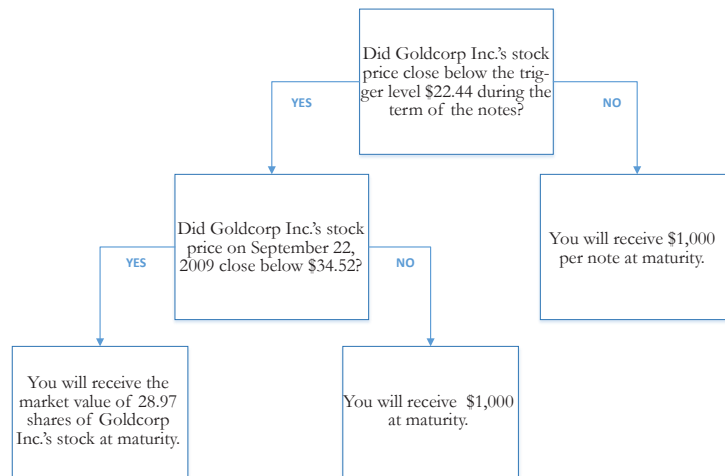 Did Goldcorp Inc.'s stock
price close below the trig-
ger level $22.44 during the
term of the notes?
YES
NO
Did Goldcorp Inc.'s stock
price on September 22,
2009 close below $34.52?
You will receive $1,000
per note at maturity.
YES
NO
You will receive the
market value of 28.97
shares of Goldcorp
Inc.'s stock at maturity.
You will receive $1,000
at maturity.